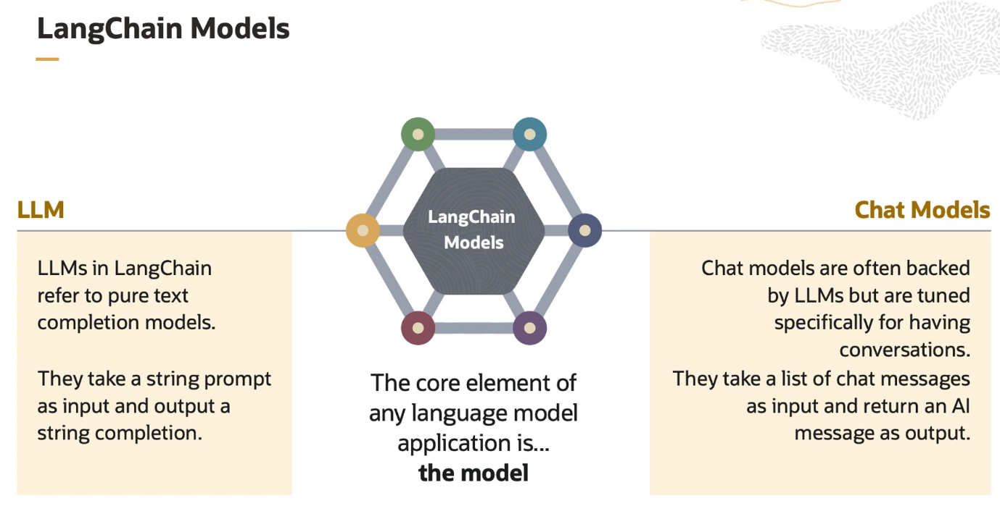 LangChain Models
LLM
LLMs in LangChain
refer to pure text
completion models.
They take a string prompt
as input and output a
string completion.
LangChain
Models
The core element of
any language model
application is...
the model
Chat Models
Chat models are often backed
by LLMs but are tuned
specifically for having
conversations.
They take a list of chat messages
as input and return an AI
message as output.